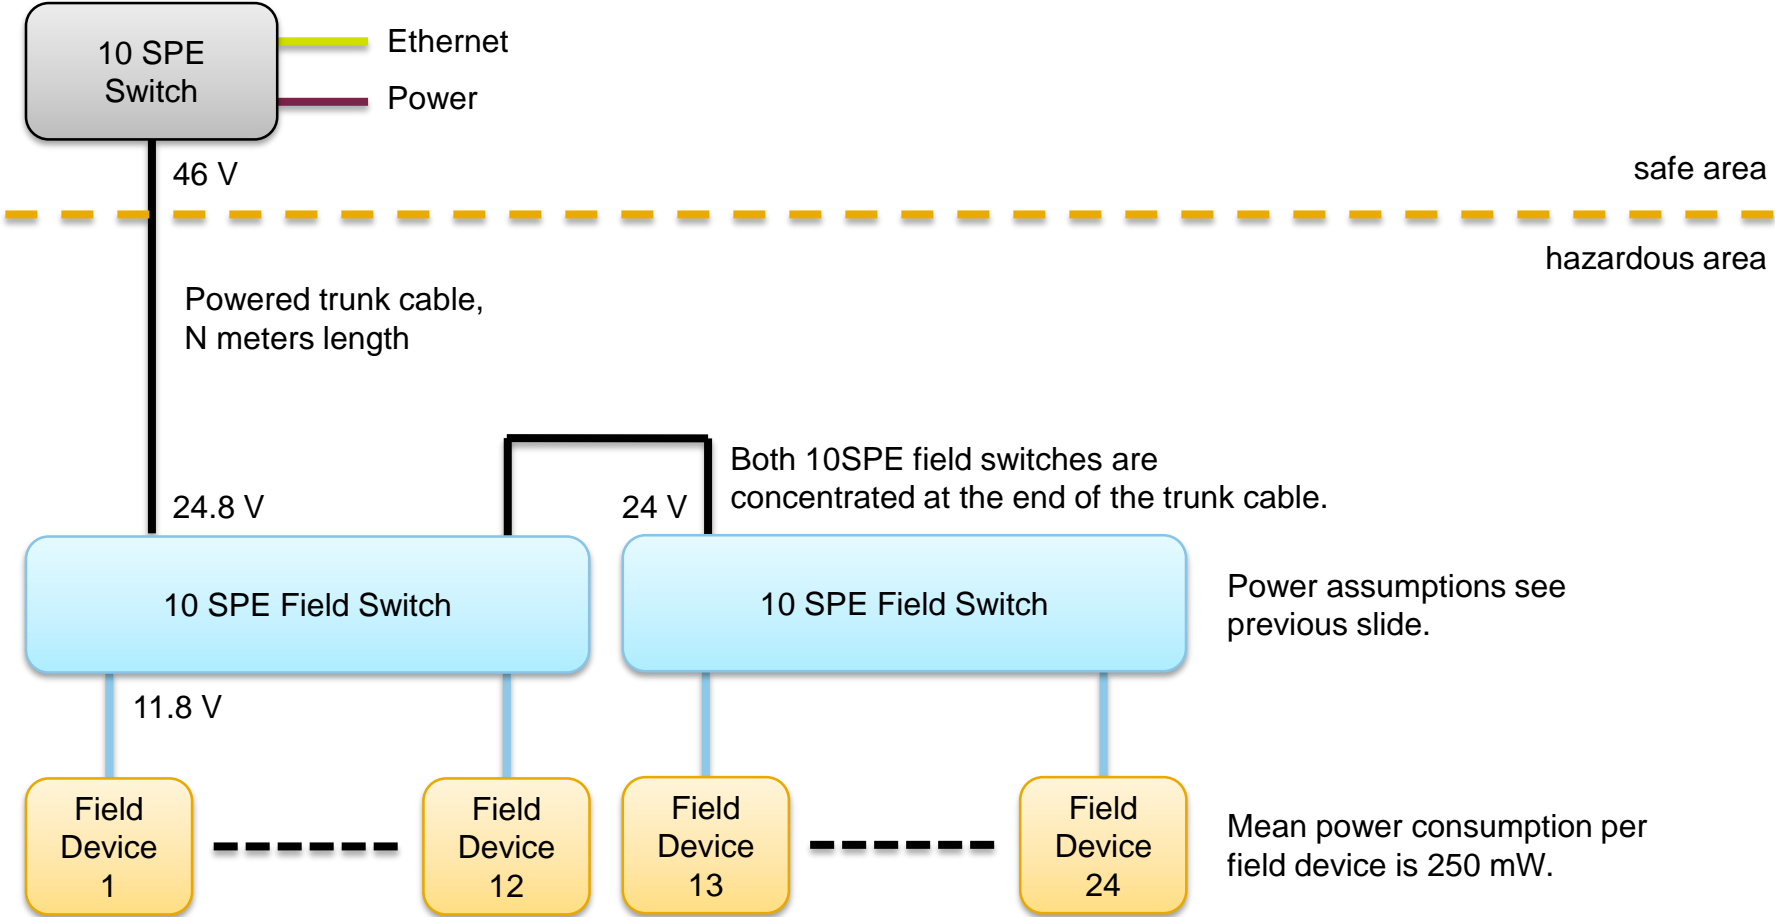 10 SPE
Switch
Ethernet
Power
46 V
safe area
hazardous area
Powered trunk cable,
N meters length
24.8 V
24 V
Both 10SPE field switches are
concentrated at the end of the trunk cable.
10 SPE Field Switch
10 SPE Field Switch
Power assumptions see
previous slide.
11.8 V
Field
Device
1
Field
Device
12
Field
Device
13
Field
Device
24
Mean power consumption per
field device is 250 mW.